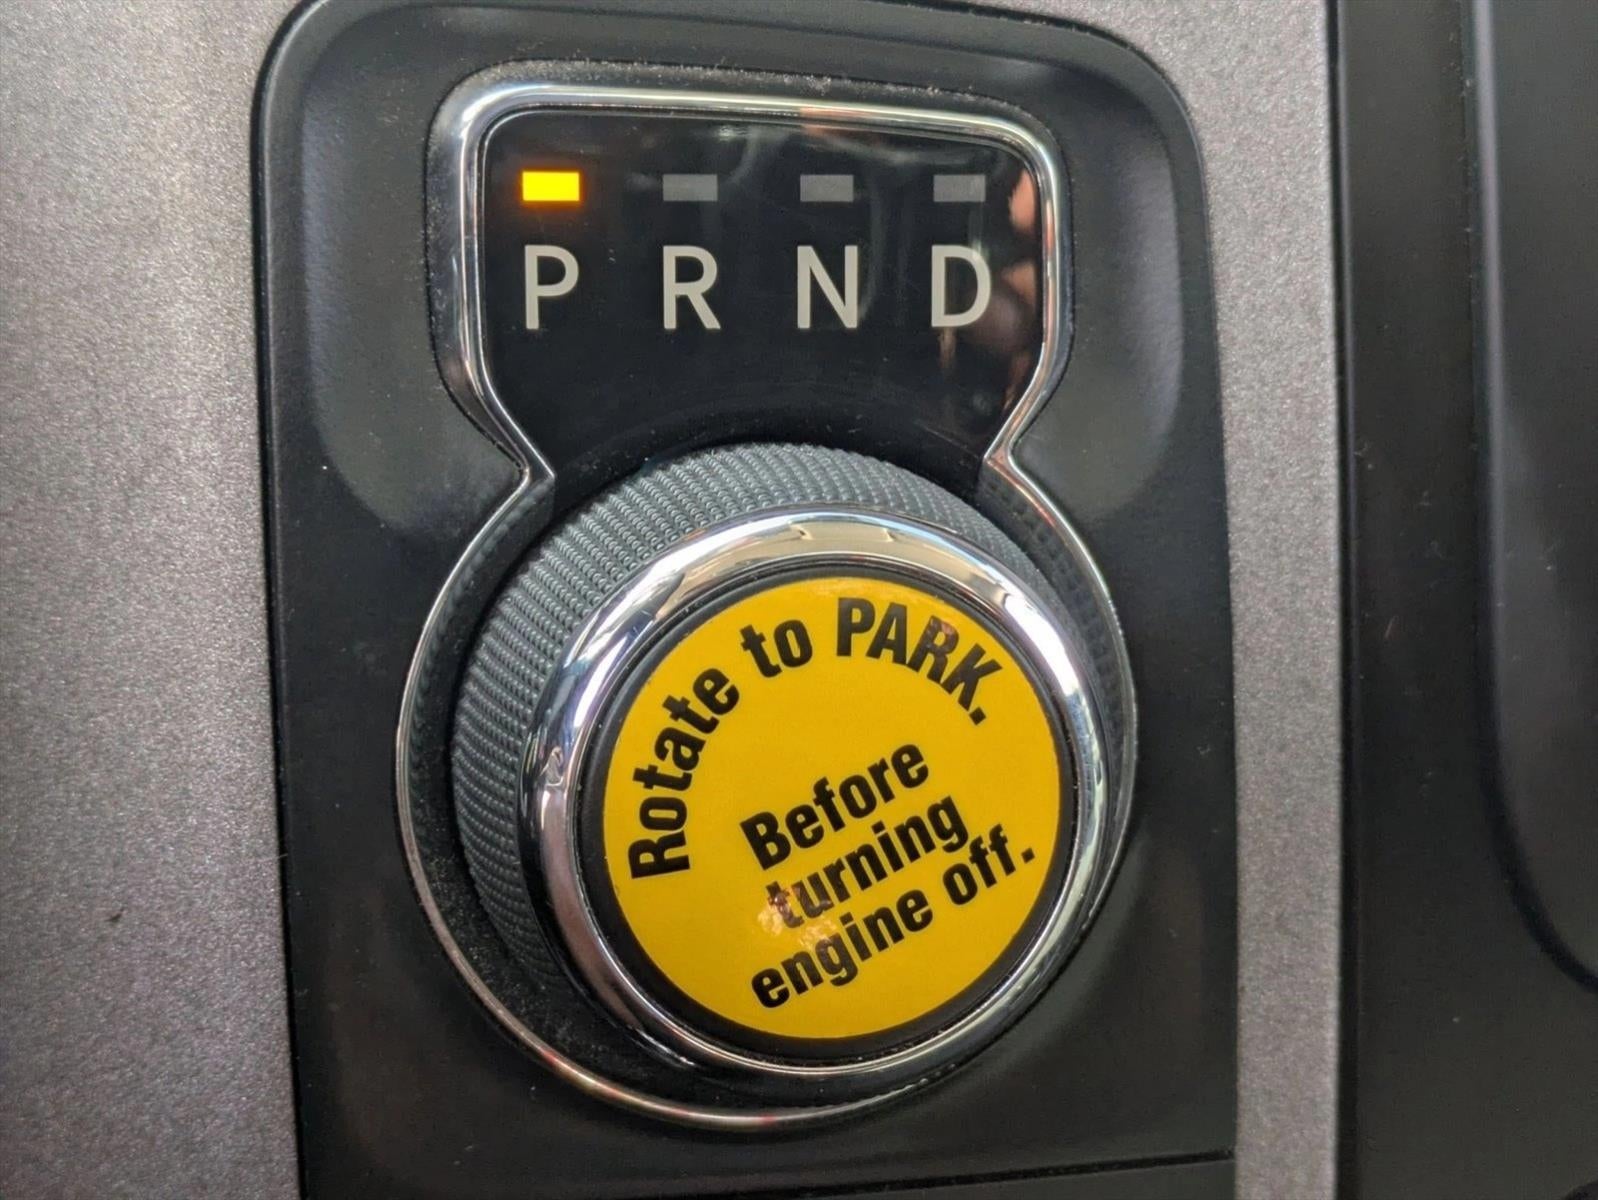 P R N D
Rotate to PARK.
Before
turning
engine off.